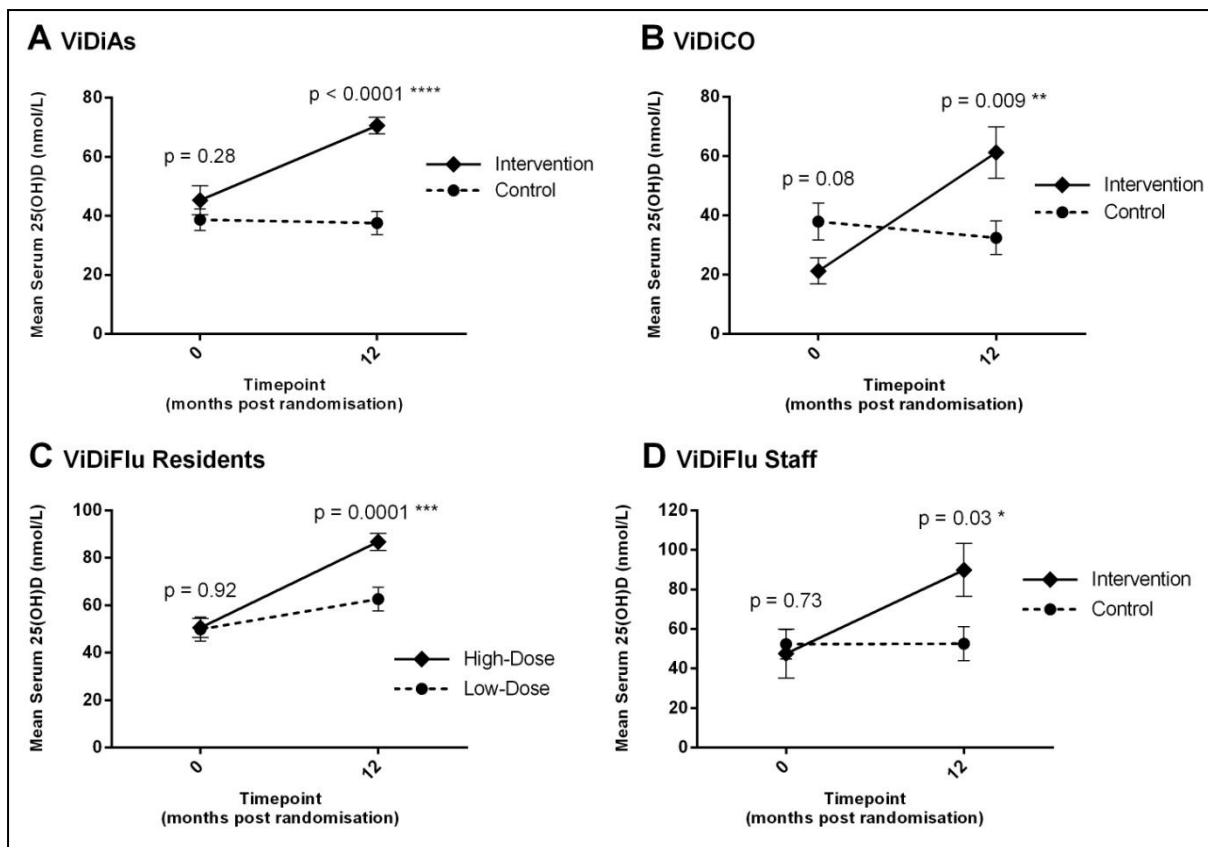 A ViDiAs
Mean Serum 25(OH)D (nmol/L)
80
60
40
20
0
p = 0.28
p < 0.0001 ****
Intervention
Control
0
12
Timepoint
(months post randomisation)
B ViDiCO
Mean Serum 25(OH)D (nmol/L)
80
60
40
20
0
p = 0.08
p = 0.009 **
Intervention
Control
0
12
Timepoint
(months post randomisation)
C ViDiFlu Residents
Mean Serum 25(OH)D (nmol/L)
100
80
60
40
20
0
p = 0.92
p = 0.0001 ***
High-Dose
Low-Dose
0
12
Timepoint
(months post randomisation)
D ViDiFlu Staff
Mean Serum 25(OH)D (nmol/L)
120
100
80
60
40
20
0
p = 0.73
p = 0.03 *
Intervention
Control
0
12
Timepoint
(months post randomisation)